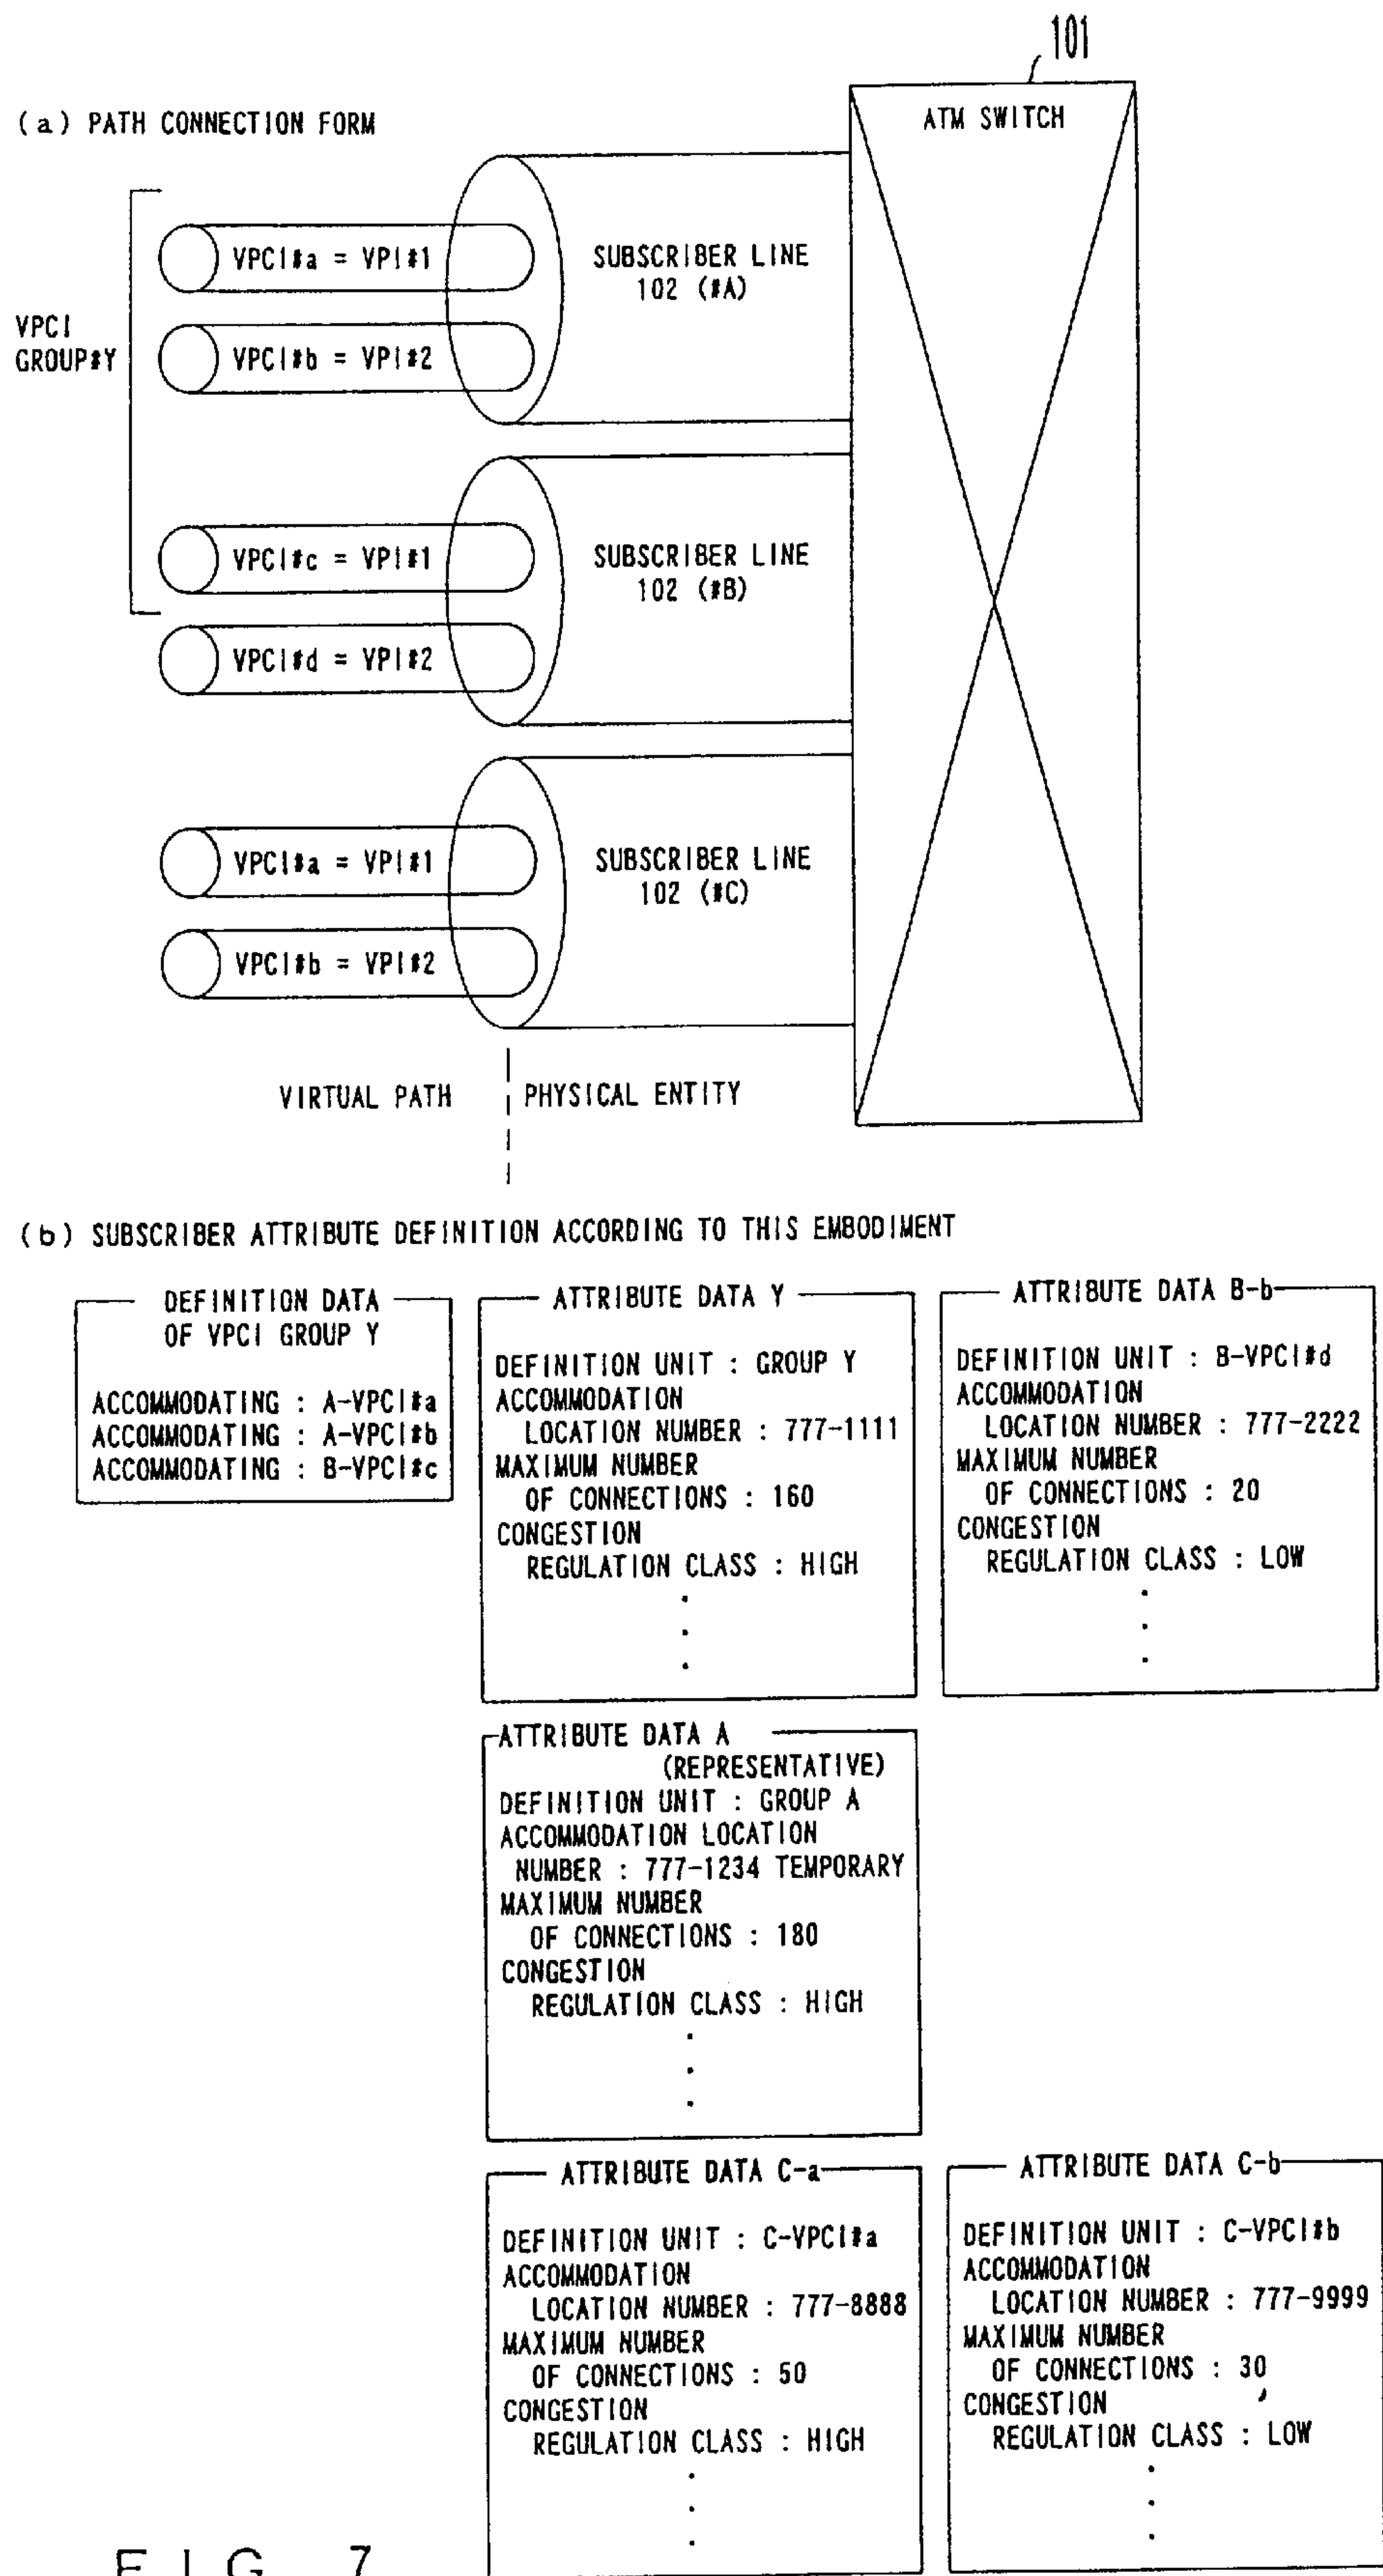 101
(a) PATH CONNECTION FORM
ATM SWITCH
VPCI#a = VPI#1
SUBSCRIBER LINE
102 (#A)
VPCI
GROUP#Y
VPCI#b = VPI#2
VPCI#c = VPI#1
SUBSCRIBER LINE
102 (#B)
VPCI#d = VPI#2
VPCI#a = VPI#1
SUBSCRIBER LINE
102 (#C)
VPCI#b = VPI#2
VIRTUAL PATH
PHYSICAL ENTITY
(b) SUBSCRIBER ATTRIBUTE DEFINITION ACCORDING TO THIS EMBODIMENT
DEFINITION DATA
OF VPCI GROUP Y
ACCOMMODATING : A-VPCI#a
ACCOMMODATING : A-VPCI#b
ACCOMMODATING : B-VPCI#c
ATTRIBUTE DATA Y
DEFINITION UNIT : GROUP Y
ACCOMMODATION
LOCATION NUMBER : 777-1111
MAXIMUM NUMBER
OF CONNECTIONS : 160
CONGESTION
REGULATION CLASS : HIGH
ATTRIBUTE DATA B-b
DEFINITION UNIT : B-VPCI#d
ACCOMMODATION
LOCATION NUMBER : 777-2222
MAXIMUM NUMBER
OF CONNECTIONS : 20
CONGESTION
REGULATION CLASS : LOW
ATTRIBUTE DATA A
(REPRESENTATIVE)
DEFINITION UNIT : GROUP A
ACCOMMODATION LOCATION
NUMBER : 777-1234 TEMPORARY
MAXIMUM NUMBER
OF CONNECTIONS : 180
CONGESTION
REGULATION CLASS : HIGH
ATTRIBUTE DATA C-a
DEFINITION UNIT : C-VPCI#a
ACCOMMODATION
LOCATION NUMBER : 777-8888
MAXIMUM NUMBER
OF CONNECTIONS : 50
CONGESTION
REGULATION CLASS : HIGH
ATTRIBUTE DATA C-b
DEFINITION UNIT : C-VPCI#b
ACCOMMODATION
LOCATION NUMBER : 777-9999
MAXIMUM NUMBER
OF CONNECTIONS : 30
CONGESTION
REGULATION CLASS : LOW
FIG. 7